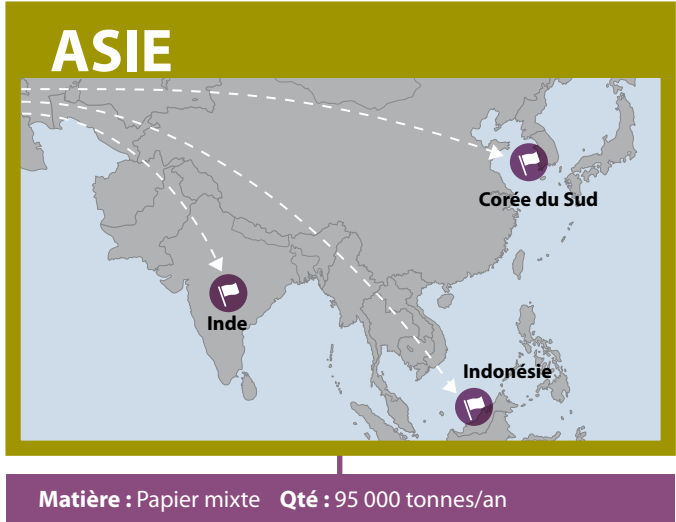 ASIE
Corée du Sud
Inde
Indonésie
Matière : Papier mixte Qté : 95 000 tonnes/an